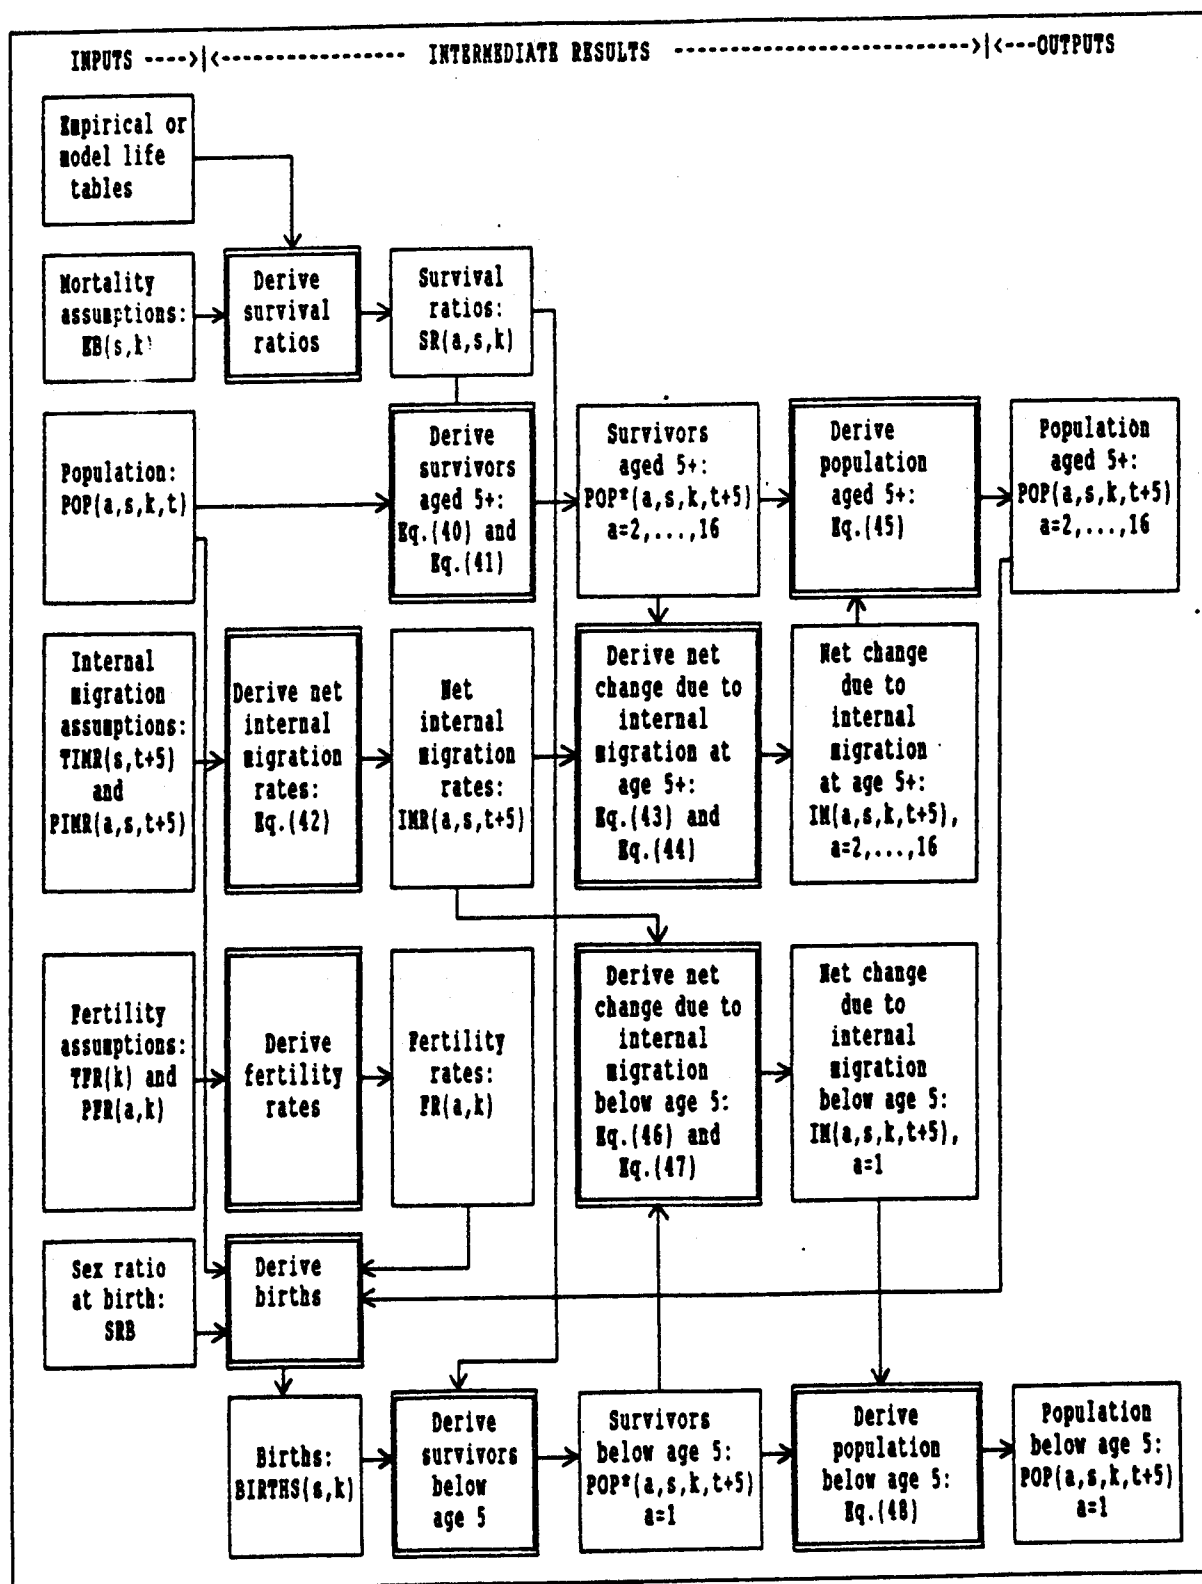 INPUTS ---->|<---------------- INTERMEDIATE RESULTS -------------------------->|<---OUTPUTS
Empirical or
model life
tables
Mortality
assumptions:
EB(s,k)
Derive
survival
ratios
Survival
ratios:
SR(a,s,k)
Population:
POP(a,s,k,t)
Derive
survivors
aged 5+:
Eq.(40) and
Eq.(41)
Survivors
aged 5+:
POP*(a,s,k,t+5)
a=2,...,16
Derive
population
aged 5+:
Eq.(45)
Population
aged 5+:
POP(a,s,k,t+5)
a=2,...,16
Internal
migration
assumptions:
TIMR(s,t+5)
and
PIMR(a,s,t+5)
Derive net
internal
migration
rates:
Eq.(42)
Net
internal
migration
rates:
IMR(a,s,t+5)
Derive net
change due to
internal
migration at
age 5+:
Eq.(43) and
Eq.(44)
Net change
due to
internal
migration
at age 5+:
IM(a,s,k,t+5),
a=2,...,16
Fertility
assumptions:
TFR(k) and
PFR(a,k)
Derive
fertility
rates
Fertility
rates:
FR(a,k)
Derive net
change due to
internal
migration
below age 5:
Eq.(46) and
Eq.(47)
Net change
due to
internal
migration
below age 5:
IM(a,s,k,t+5),
a=1
Sex ratio
at birth:
SRB
Derive
births
Births:
BIRTHS(s,k)
Derive
survivors
below
age 5
Survivors
below age 5:
POP*(a,s,k,t+5)
a=1
Derive
population
below age 5:
Eq.(48)
Population
below age 5:
POP(a,s,k,t+5)
a=1